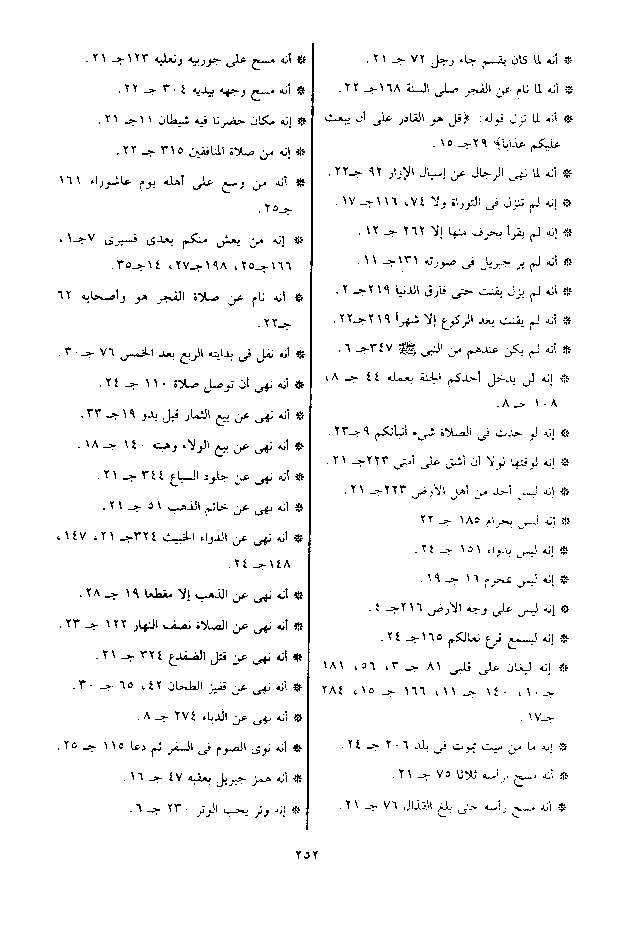 * أنه لما كان يقسم جاء رجل ٧٢ جـ ٢١.
* أنه لما نام عن الفجر صلى السنة ١٦٨جـ ٢٢.
* أنه لما نزل قوله: ﴿قل هو القادر على أن يبعث
عليكم عذابا﴾ ٢٩جـ ١٥.
* أنه لما نهى الرجال عن إسبال الإزار ٩٢ جـ٢٢.
* إنه لم تنزل فى التوراة ولا ٧٤، ١١٦جـ ١٧.
* إنه لم يقرأ بحرف منها إلا ٢٦٢ جـ ١٢.
* أنه لم ير جبريل فى صورته ١٣١جـ ١١.
* أنه لم يزل يقنت حتى فارق الدنيا ٢١٩جـ ٢.
* أنه لم يقنت بعد الركوع إلا شهراً ٢١٩جـ٢٢.
* أنه لم يكن عندهم من النبى ﷺ ٣٤٧جـ ٦.
* إنه لن يدخل أحدكم الجنة بعمله ٤٤ جـ ٨،
١٠٨ جـ ٨.
* إنه لو حدث فى الصلاة شىء أنبأتكم ٩جـ٢٣.
* إنه لوقتها لولا أن أشق على أمتى ٢٢٣جـ ٢١.
* إنه ليس أحد من أهل الأرض ٢٢٣جـ ٢١.
* إنه ليس بحرام ١٨٥ جـ ٢٢
* إنه ليس بدواء ١٥١ جـ ٢٤.
* إنه ليس بمحرم ١٦ جـ ١٩.
* إنه ليس على وجه الأرض ٢١٦جـ ٤.
* إنه ليسمع قرع نعالكم ١٦٥جـ ٢٤.
* إنه ليغان على قلبى ٨١ جـ ٣، ٥٦، ١٨١
جـ١٠، ١٤٠ جـ ١١، ١٦٦ جـ ١٥، ٢٨٤
جـ١٧.
* إنه ما من ميت يموت فى بلد ٢٠٦ جـ ٢٤.
* أنه مسح برأسه ثلاثا ٧٥ جـ ٢١.
* أنه مسح رأسه حتى بلغ القذال ٧٦ جـ ٢١.
* أنه مسح على جوربيه ونعليه ١٢٣جـ ٢١.
* أنه مسح وجهه بيديه ٣٠٤ جـ ٢٢.
* إنه مكان حضرنا فيه شيطان ١١جـ ٢١.
* إنه من صلاة المنافقين ٣١٥ جـ ٢٢.
* أنه من وسع على أهله يوم عاشوراء ١٦١
جـ٢٥.
* إنه من يعش منكم بعدى فسيرى ٧جـ١،
١٦٦جـ٢٥، ١٩٨جـ٢٧، ١٤جـ٣٥.
* أنه نام عن صلاة الفجر هو وأصحابه ٦٢
جـ٢٢.
* أنه نفل فى بدايته الربع بعد الخمس ٧٦ جـ٣٠.
* أنه نهى أن توصل صلاة ١١٠ جـ ٢٤.
* أنه نهى عن بيع الثمار قبل بدو ١٩جـ ٣٣.
* أنه نهى عن بيع الولاء وهبته ١٤٠ جـ ١٨.
* أنه نهى عن جلود السباع ٣٤٤ جـ ٢١.
* أنه نهى عن خاتم الذهب ٥١ جـ ٢٤.
* أنه نهى عن الدواء الخبيث ٣٢٤جـ ٢١، ١٤٧،
١٤٨جـ ٢٤.
* أنه نهى عن الذهب إلا مقطعا ١٩ جـ ٢٨.
* أنه نهى عن الصلاة نصف النهار ١٢٢ جـ ٢٣.
* أنه نهى عن قتل الضفدع ٣٢٤ جـ ٢١.
* أنه نهى عن قفيز الطحان ٤٢، ٦٥ جـ ٣٠.
* أنه نهى عن الدباء ٢٧٤ جـ ٨.
* أنه نوى الصوم فى السفر ثم دعا ١١٥ جـ ٢٥.
* أنه همز جبريل بعقبه ٤٧ جـ ١٦.
* إنه وتر يحب الوتر ٢٣٠ جـ ٦.
٢٥٢